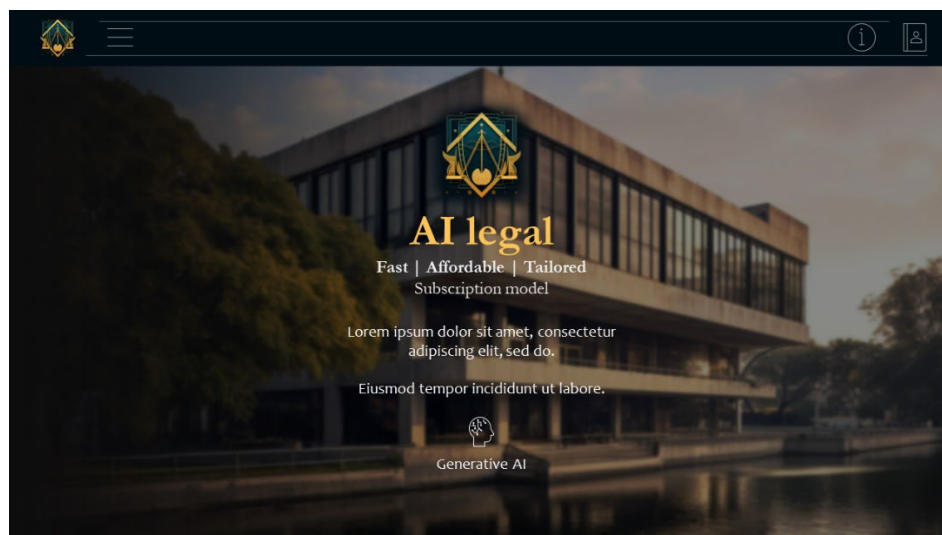 AI legal
Fast | Affordable | Tailored
Subscription model
Lorem ipsum dolor sit amet, consectetur
adipiscing elit, sed do.
Eiusmod tempor incididunt ut labore.
Generative AI